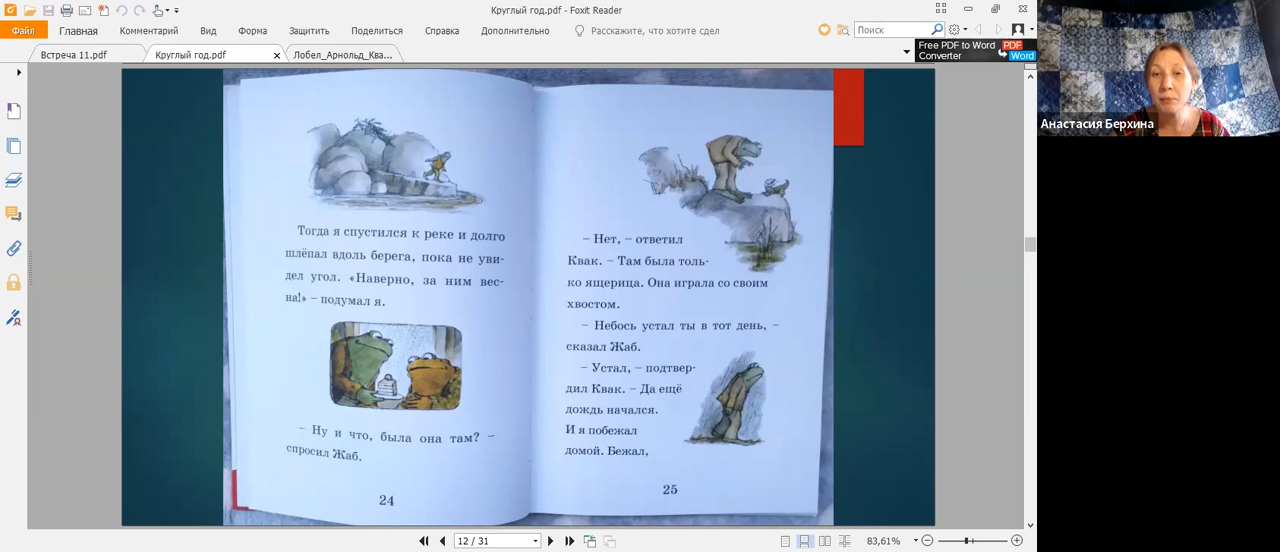 Круглый год.pdf - Foxit Reader
Файл
Главная
Комментарий
Вид
Форма
Защитить
Поделиться
Справка
Дополнительно
Расскажите, что хотите сдел
Поиск
Встреча 11.pdf
Круглый год.pdf
Лобел_Арнольд_Ква...
Free PDF to Word
Converter
PDF
Word
Анастасия Берхина
Тогда я спустился к реке и долго
шлёпал вдоль берега, пока не уви-
дел угол. «Наверно, за ним вес-
на!» – подумал я.
– Ну и что, была она там? –
спросил Жаб.
24
– Нет, – ответил
Квак. – Там была толь-
ко ящерица. Она играла со своим
хвостом.
– Небось устал ты в тот день, –
сказал Жаб.
– Устал, – подтвер-
дил Квак. – Да ещё
дождь начался.
И я побежал
домой. Бежал,
25
12 / 31
83,61%